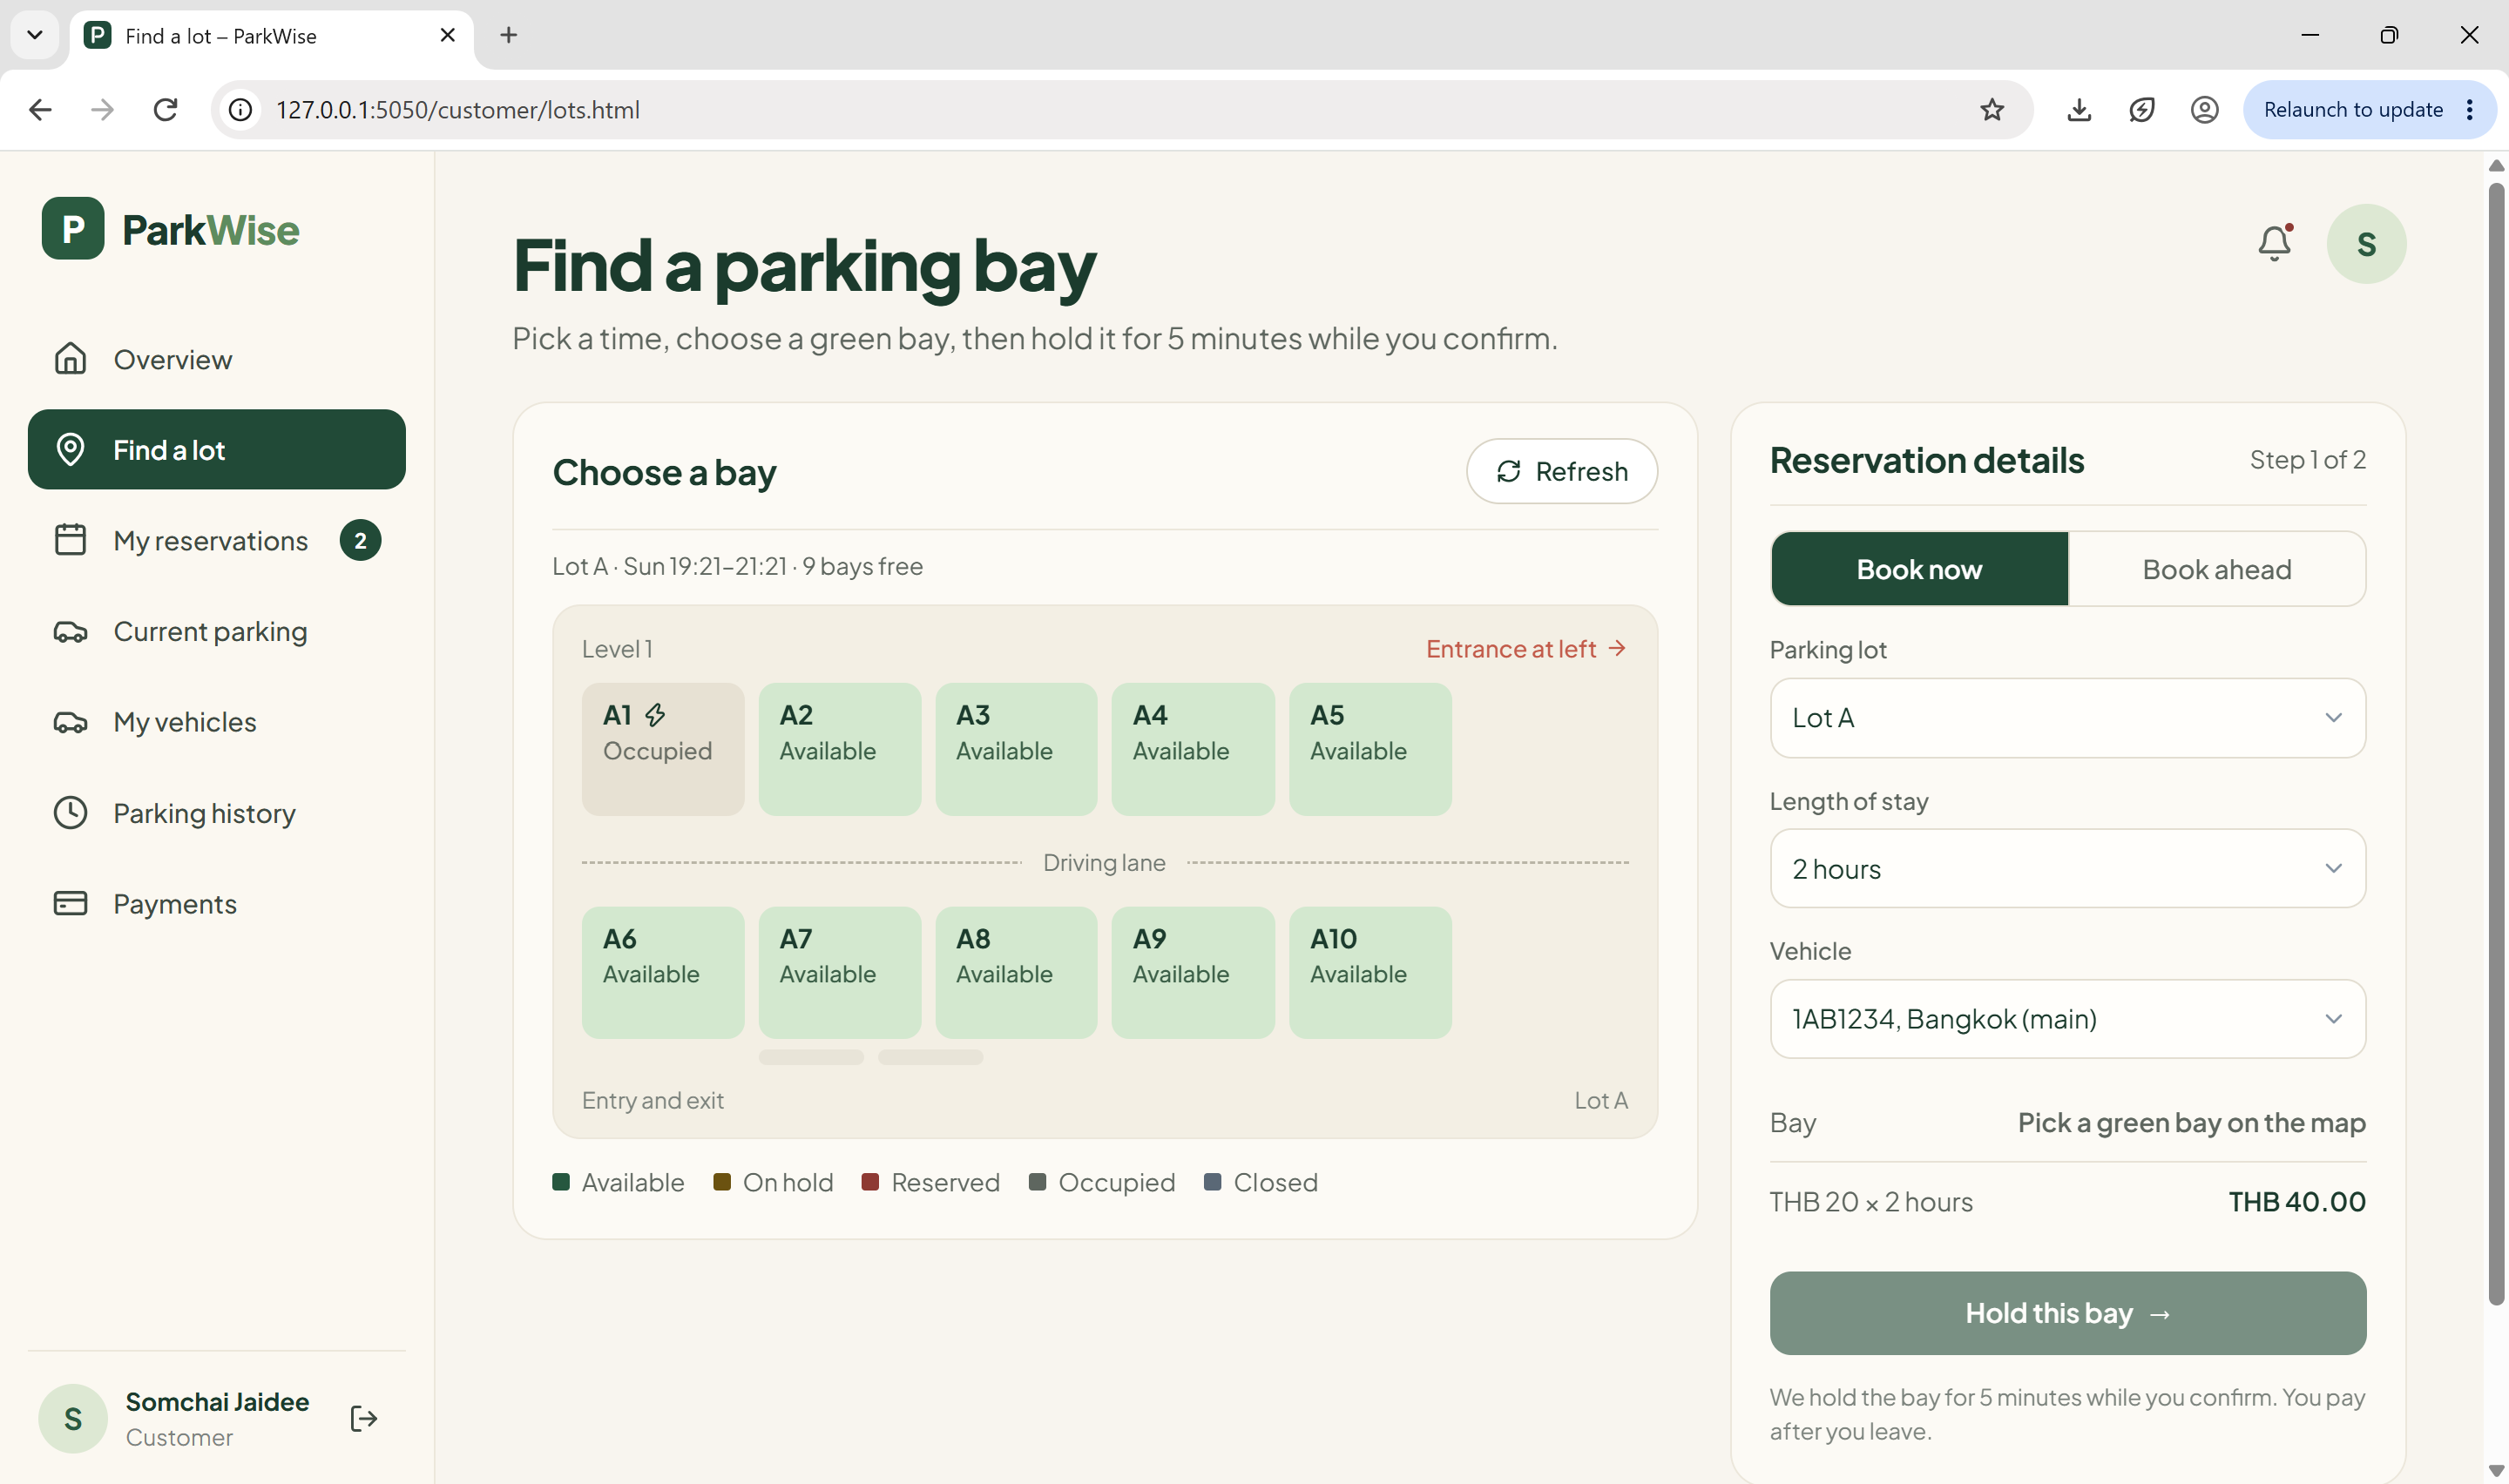 P Find a lot – ParkWise
127.0.0.1:5050/customer/lots.html
Relaunch to update
P ParkWise
Overview
Find a lot
My reservations 2
Current parking
My vehicles
Parking history
Payments
S Somchai Jaidee
Customer
Find a parking bay
Pick a time, choose a green bay, then hold it for 5 minutes while you confirm.
S
Choose a bay
Refresh
Lot A · Sun 19:21–21:21 · 9 bays free
Level 1
Entrance at left →
A1 A2 A3 A4 A5
Occupied Available Available Available Available
Driving lane
A6 A7 A8 A9 A10
Available Available Available Available Available
Entry and exit
Lot A
Available On hold Reserved Occupied Closed
Reservation details
Step 1 of 2
Book now Book ahead
Parking lot
Lot A
Length of stay
2 hours
Vehicle
1AB1234, Bangkok (main)
Bay Pick a green bay on the map
THB 20 × 2 hours THB 40.00
Hold this bay →
We hold the bay for 5 minutes while you confirm. You pay
after you leave.